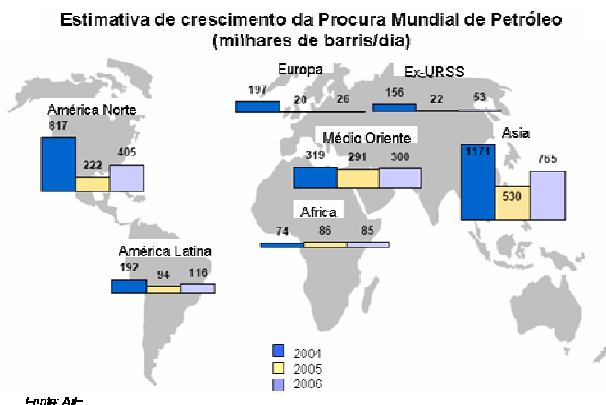 Estimativa de crescimento da Procura Mundial de Petróleo
(milhares de barris/dia)
Europa
197 20 26
Ex-URSS
156 22 53
América Norte
817 222 405
Médio Oriente
319 291 300
Asia
1171 530 765
Africa
74 86 85
América Latina
192 94 116
2004
2005
2006